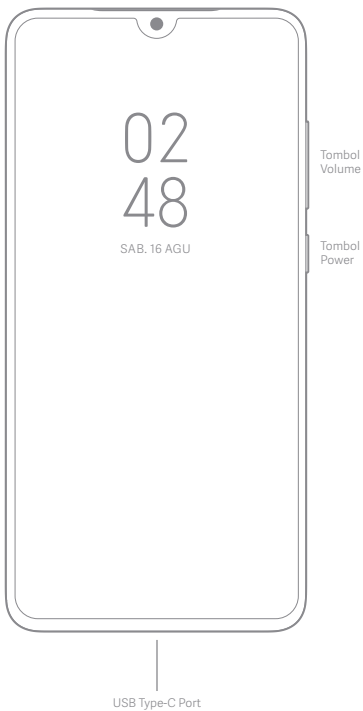 02
48
SAB. 16 AGU
Tombol
Volume
Tombol
Power
USB Type-C Port